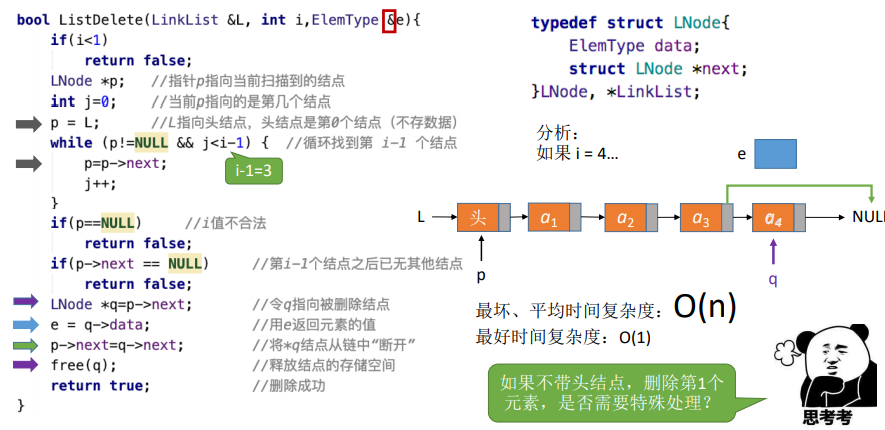 bool ListDelete(LinkList &L, int i,ElemType &e){
if(i<1)
return false;
LNode *p; //指针p指向当前扫描到的结点
int j=0; //当前p指向的是第几个结点
p = L; //L指向头结点，头结点是第0个结点（不存数据）
while (p!=NULL && j<i-1) { //循环找到第 i-1 个结点
p=p->next;
i-1=3
j++;
}
if(p==NULL) //i值不合法
return false;
if(p->next == NULL) //第i-1个结点之后已无其他结点
return false;
LNode *q=p->next; //令q指向被删除结点
e = q->data; //用e返回元素的值
p->next=q->next; //将*q结点从链中“断开”
free(q); //释放结点的存储空间
return true; //删除成功
}
typedef struct LNode{
ElemType data;
struct LNode *next;
}LNode, *LinkList;
分析：
如果 i = 4…
e
L 头 a1 a2 a3 a4 NULL
p q
最坏、平均时间复杂度：O(n)
最好时间复杂度：O(1)
如果不带头结点，删除第1个
元素，是否需要特殊处理？
思考考